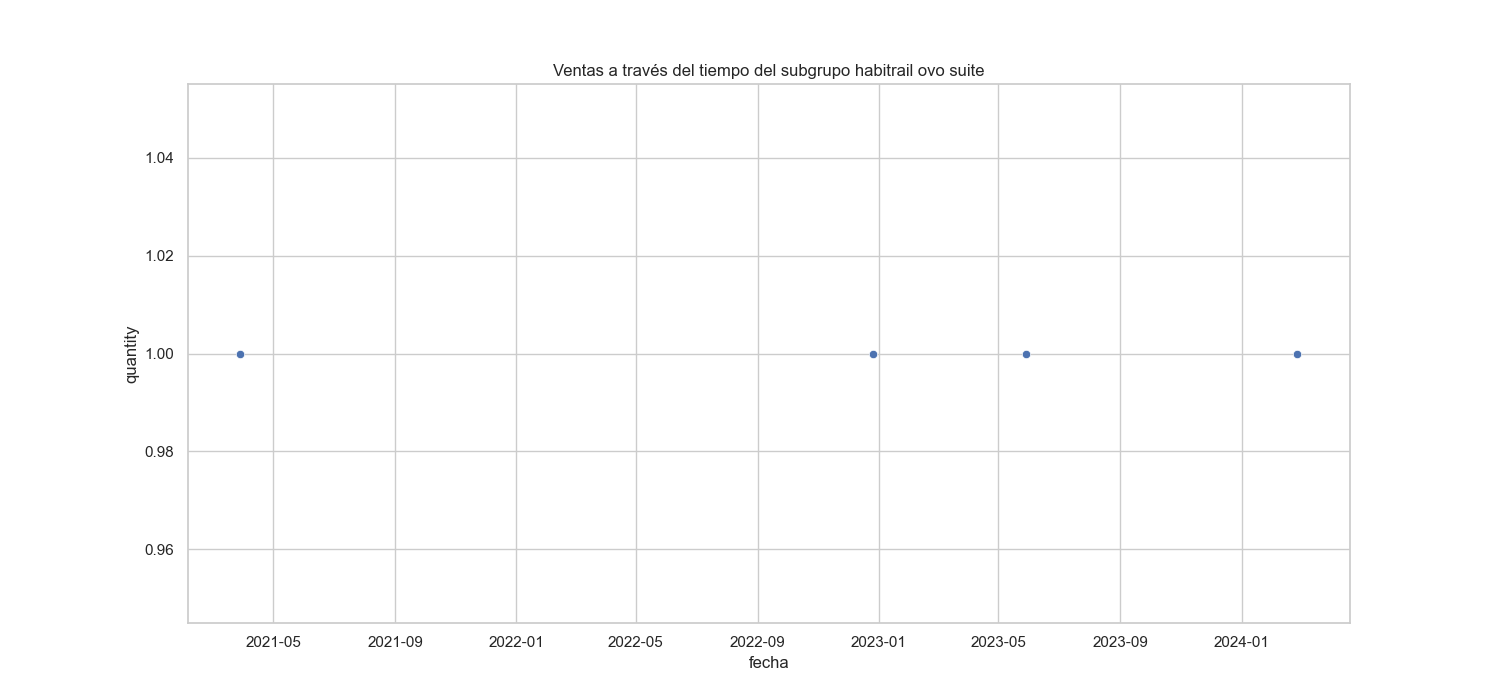 Ventas a través del tiempo del subgrupo habitrail ovo suite
1.04
1.02
1.00
0.98
0.96
quantity
2021-05 2021-09 2022-01 2022-05 2022-09 2023-01 2023-05 2023-09 2024-01
fecha